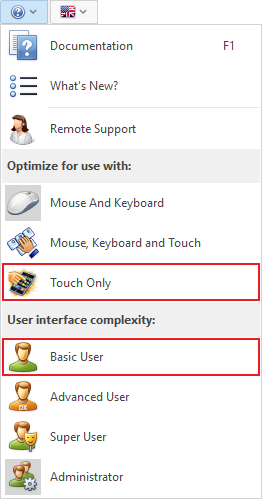 Documentation F1
What's New?
Remote Support
Optimize for use with:
Mouse And Keyboard
Mouse, Keyboard and Touch
Touch Only
User interface complexity:
Basic User
Advanced User
Super User
Administrator